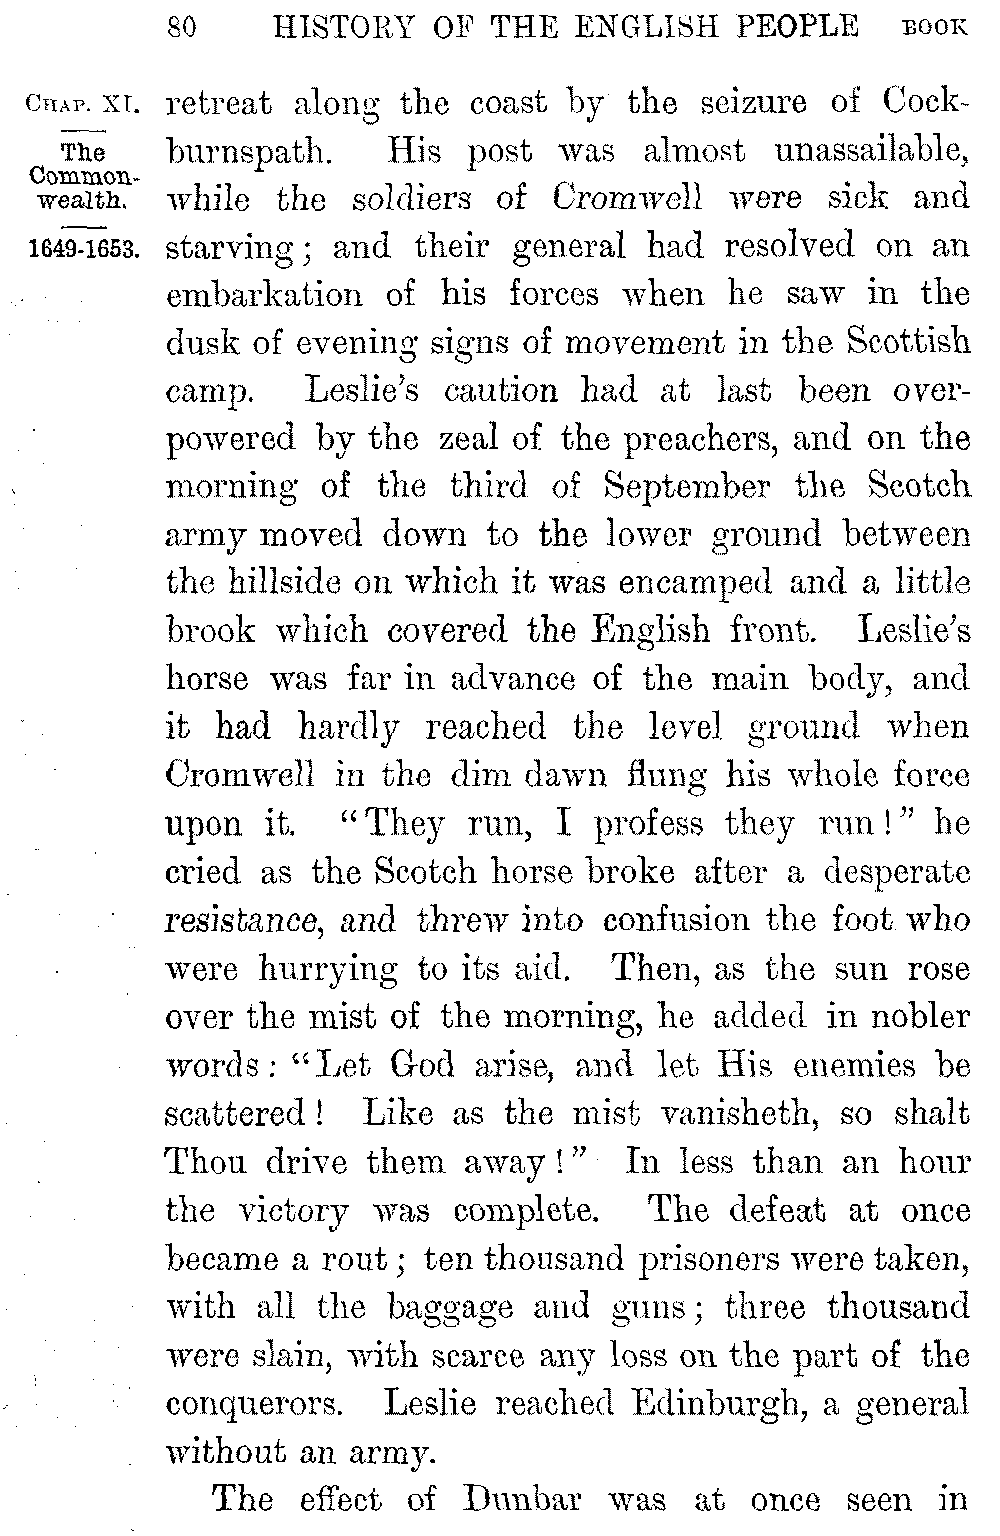 80 HISTORY OF THE ENGLISH PEOPLE BOOK
CHAP. XI.
The
Common-
wealth.
1649-1653.
retreat along the coast by the seizure of Cock-
burnspath. His post was almost unassailable,
while the soldiers of Cromwell were sick and
starving; and their general had resolved on an
embarkation of his forces when he saw in the
dusk of evening signs of movement in the Scottish
camp. Leslie's caution had at last been over-
powered by the zeal of the preachers, and on the
morning of the third of September the Scotch
army moved down to the lower ground between
the hillside on which it was encamped and a little
brook which covered the English front. Leslie's
horse was far in advance of the main body, and
it had hardly reached the level ground when
Cromwell in the dim dawn flung his whole force
upon it. "They run, I profess they run!" he
cried as the Scotch horse broke after a desperate
resistance, and threw into confusion the foot who
were hurrying to its aid. Then, as the sun rose
over the mist of the morning, he added in nobler
words: "Let God arise, and let His enemies be
scattered! Like as the mist vanisheth, so shalt
Thou drive them away!" In less than an hour
the victory was complete. The defeat at once
became a rout; ten thousand prisoners were taken,
with all the baggage and guns; three thousand
were slain, with scarce any loss on the part of the
conquerors. Leslie reached Edinburgh, a general
without an army.
The effect of Dunbar was at once seen in